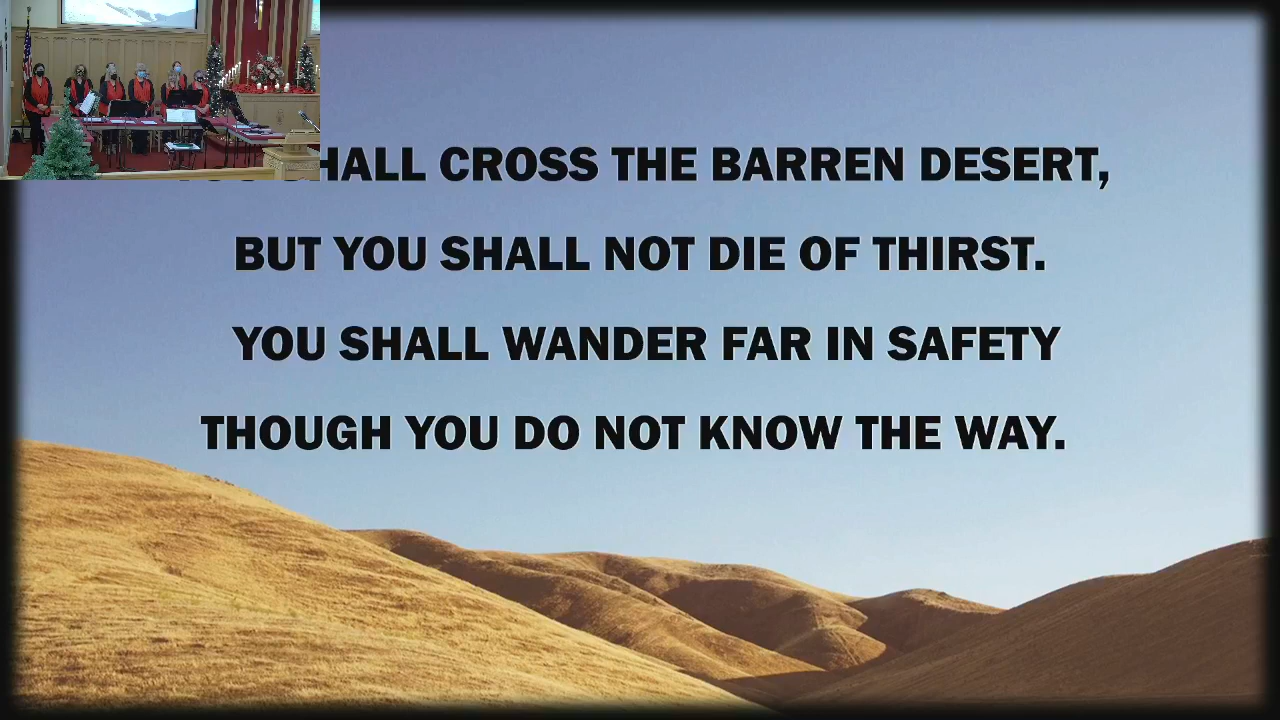 HALL CROSS THE BARREN DESERT,
BUT YOU SHALL NOT DIE OF THIRST.
YOU SHALL WANDER FAR IN SAFETY
THOUGH YOU DO NOT KNOW THE WAY.